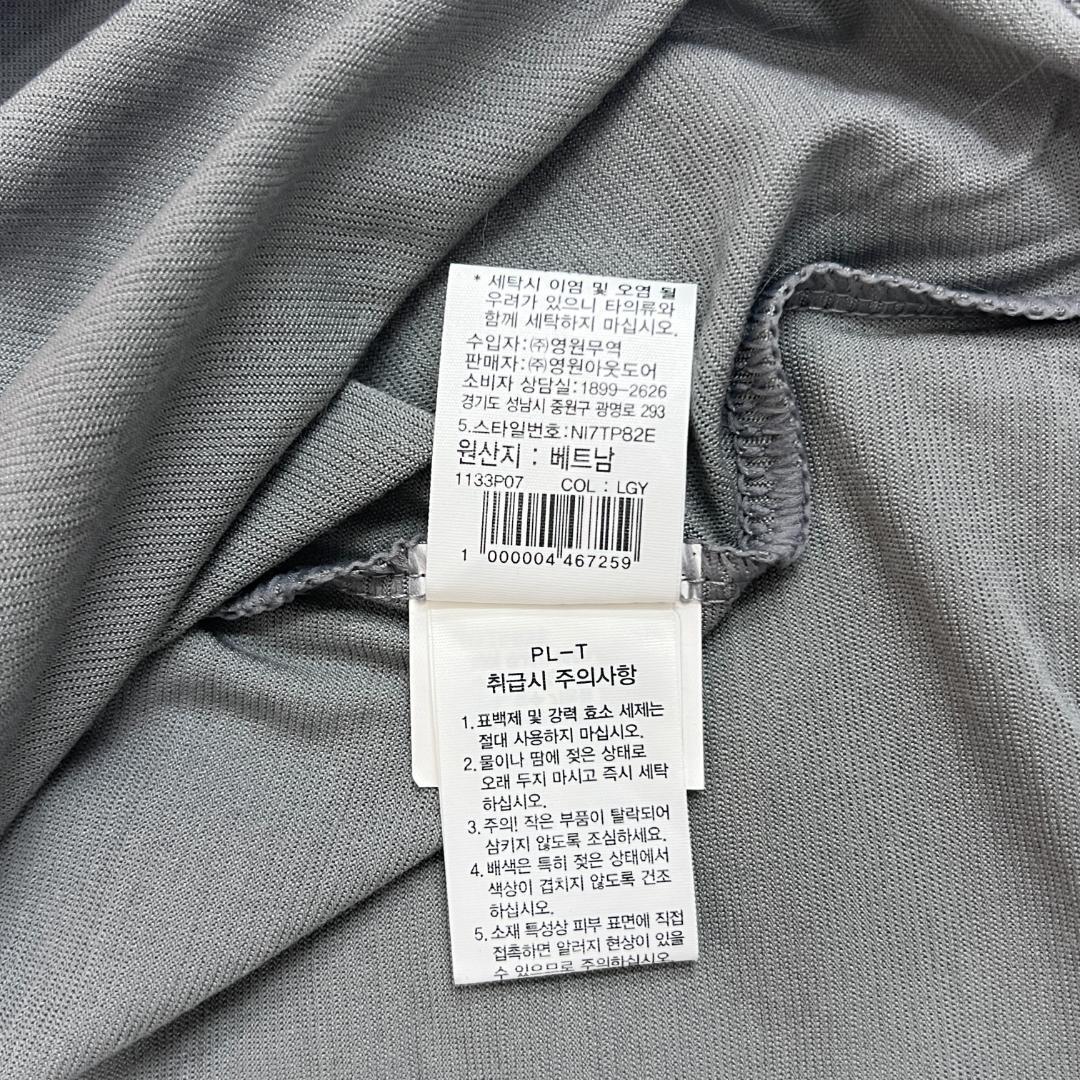 * 세탁시 이염 및 오염 될
우려가 있으니 타의류와
함께 세탁하지 마십시오.
수입자:㈜영원무역
판매자:㈜영원아웃도어
소비자 상담실:1899-2626
경기도 성남시 중원구 광명로 293
5.스타일번호:NI7TP82E
원산지 : 베트남
1133P07 COL : LGY
1 000004 467259
PL-T
취급시 주의사항
1.표백제 및 강력 효소 세제는
절대 사용하지 마십시오.
2.물이나 땀에 젖은 상태로
오래 두지 마시고 즉시 세탁
하십시오.
3.주의! 작은 부품이 탈락되어
삼키지 않도록 조심하세요.
4.배색은 특히 젖은 상태에서
색상이 겹치지 않도록 건조
하십시오.
5.소재 특성상 피부 표면에 직접
접촉하면 알러지 현상이 있을
수 있으므로 주의하십시오